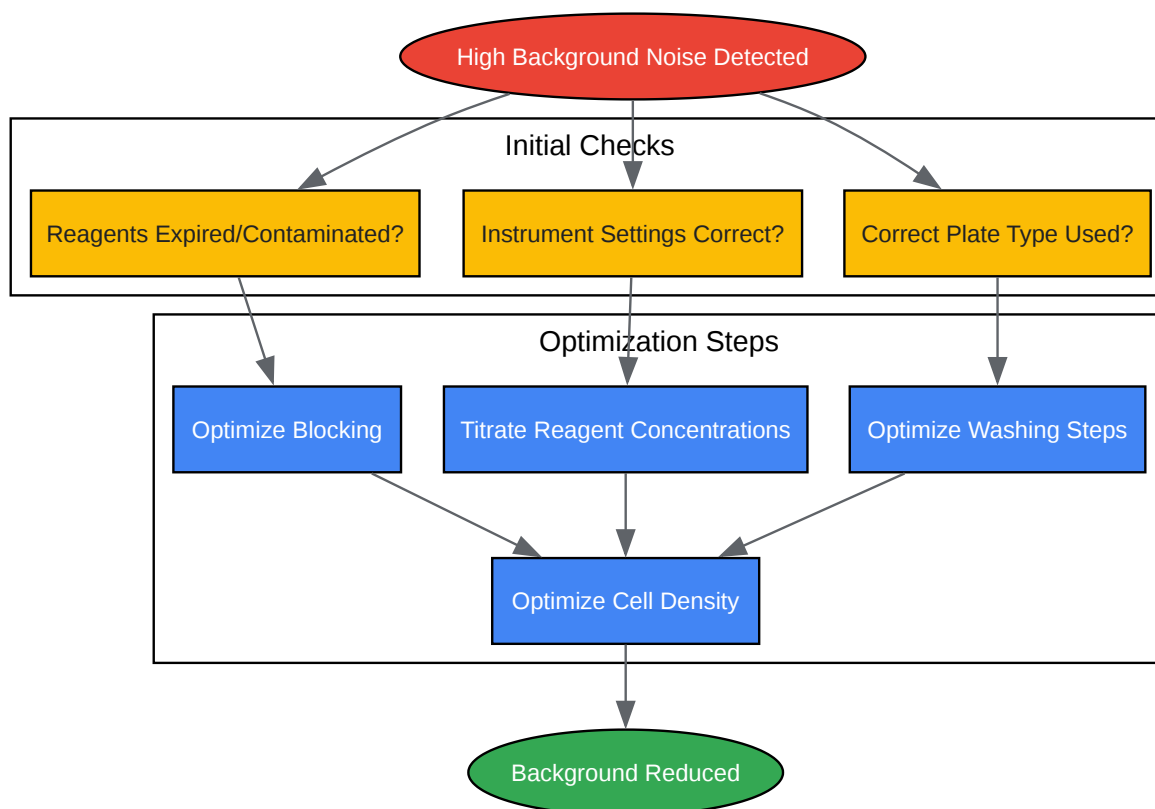 High Background Noise Detected
Initial Checks
Reagents Expired/Contaminated?
Instrument Settings Correct?
Correct Plate Type Used?
Optimization Steps
Optimize Blocking
Titrate Reagent Concentrations
Optimize Washing Steps
Optimize Cell Density
Background Reduced